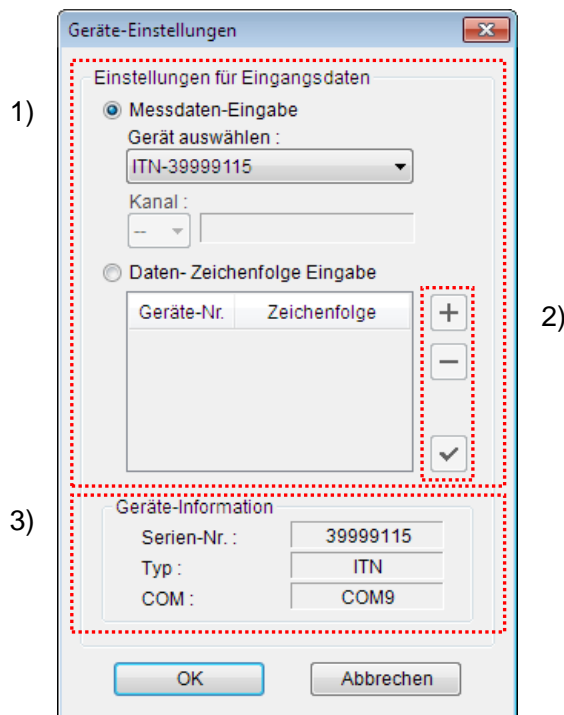 Geräte-Einstellungen
Einstellungen für Eingangsdaten
1)
Messdaten-Eingabe
Gerät auswählen :
ITN-39999115
Kanal :
--
Daten- Zeichenfolge Eingabe
Geräte-Nr. Zeichenfolge
2)
Geräte-Information
3)
Serien-Nr. : 39999115
Typ : ITN
COM : COM9
OK Abbrechen